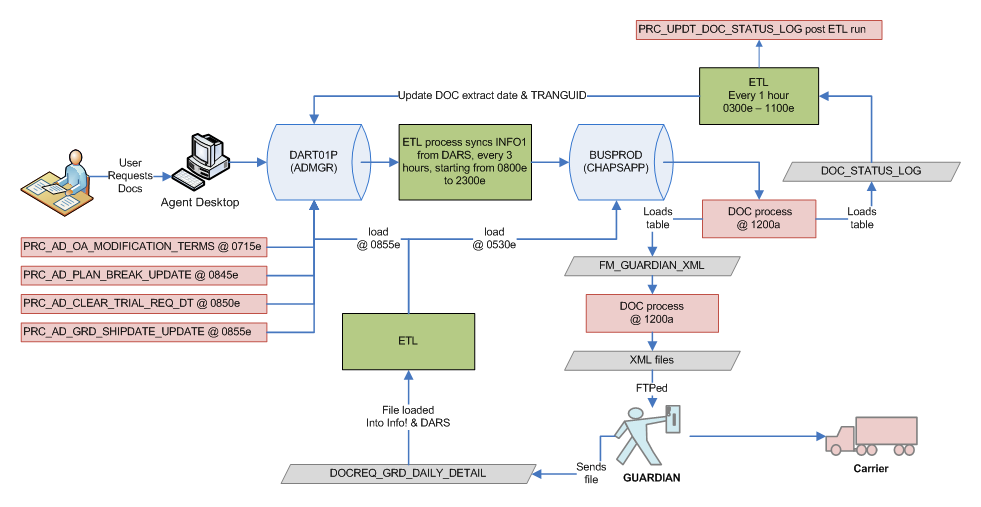 PRC_UPDT_DOC_STATUS_LOG post ETL run
ETL
Every 1 hour
0300e – 1100e
Update DOC extract date & TRANGUID
User
Requests
Docs
Agent Desktop
DART01P
(ADMGR)
ETL process syncs INFO1
from DARS, every 3
hours, starting from 0800e
to 2300e
BUSPROD
(CHAPSAPP)
DOC_STATUS_LOG
Loads
table
DOC process
@ 1200a
Loads
table
PRC_AD_OA_MODIFICATION_TERMS @ 0715e
PRC_AD_PLAN_BREAK_UPDATE @ 0845e
PRC_AD_CLEAR_TRIAL_REQ_DT @ 0850e
PRC_AD_GRD_SHIPDATE_UPDATE @ 0855e
load
@ 0855e
load
@ 0530e
FM_GUARDIAN_XML
DOC process
@ 1200a
ETL
XML files
FTPed
File loaded
Into Info! & DARS
DOCREQ_GRD_DAILY_DETAIL
Sends
file
GUARDIAN
Carrier